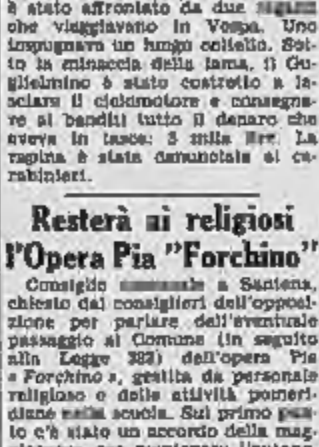 è stato affrontato da due
che viaggiavano in Vespa. Uno
impugnava un lungo coltello. Sot-
to la minaccia della lama, il Gu-
glielmino è stato costretto a la-
sciare il ciclomotore e consegna-
re ai banditi tutto il denaro che
aveva in tasca: 3 mila lire. La
rapina è stata denunciata ai ca-
rabinieri.
Resterà ai religiosi
l'Opera Pia "Forchino"
Consiglio a Santena,
chiesto dai consiglieri dell'opposi-
zione per parlare dell'eventuale
passaggio al Comune (in seguito
alla Legge 382) dell'opera Pia
« Forchino », gestita da personale
religioso e delle attività pomeri-
diane nella scuola. Sul primo
to c'è stato un accordo della mag-